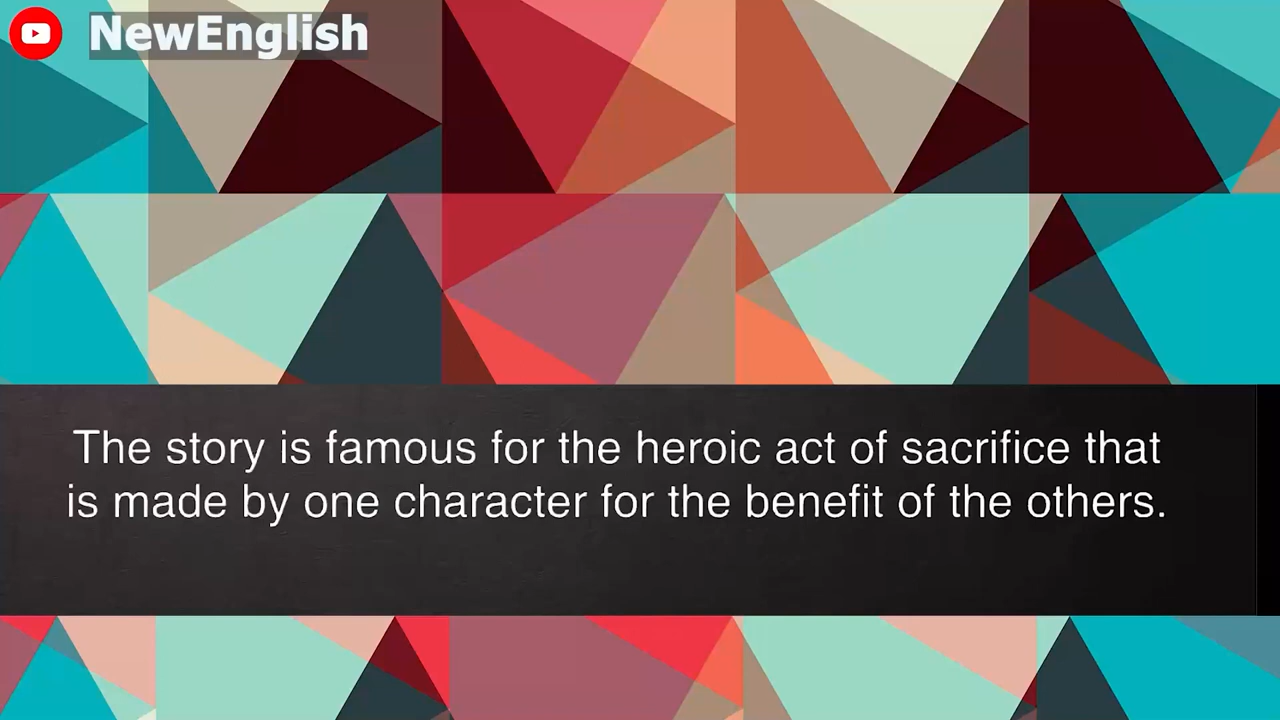 NewEnglish
The story is famous for the heroic act of sacrifice that
is made by one character for the benefit of the others.